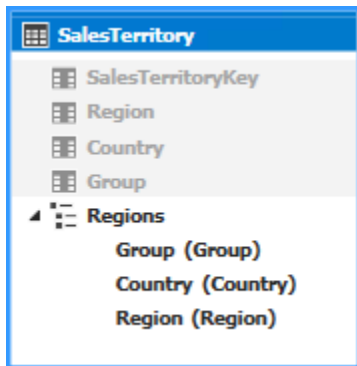 SalesTerritory
SalesTerritoryKey
Region
Country
Group
Regions
Group (Group)
Country (Country)
Region (Region)